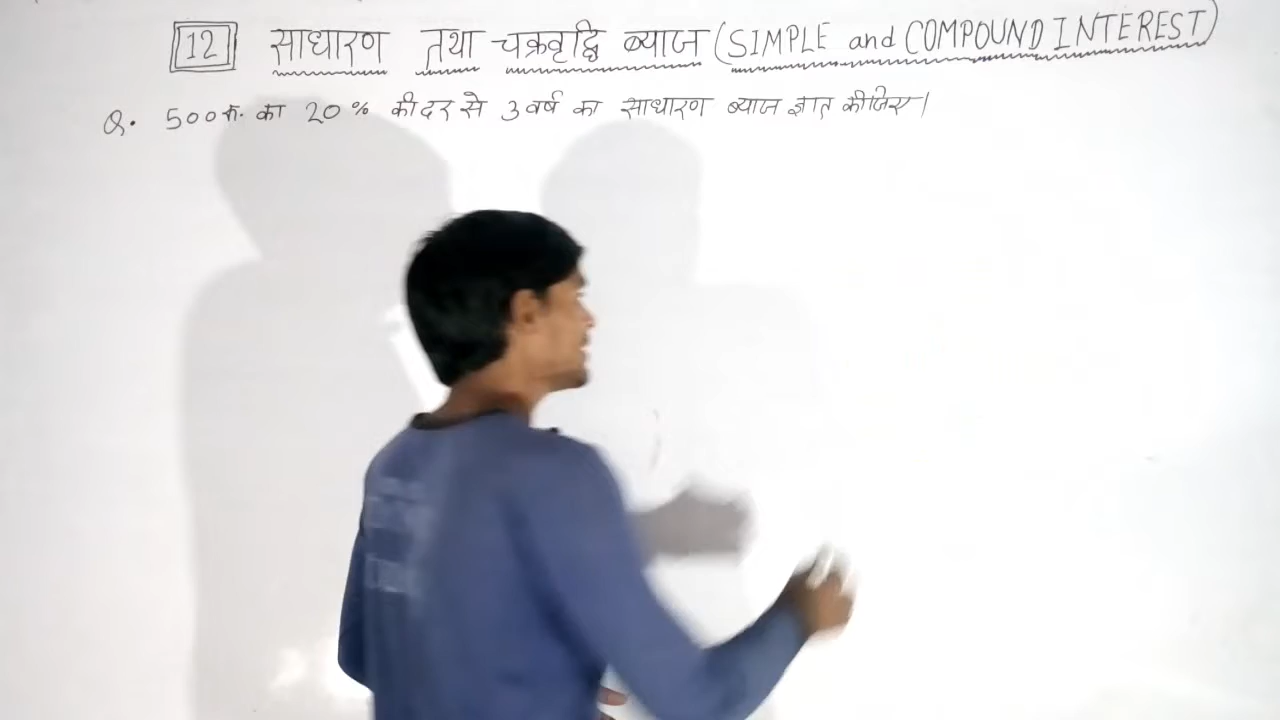 12 साधारण तथा चक्रवृद्धि ब्याज (SIMPLE and COMPOUND INTEREST)
Q. 500रु. का 20% की दर से 3 वर्ष का साधारण ब्याज ज्ञात कीजिए।